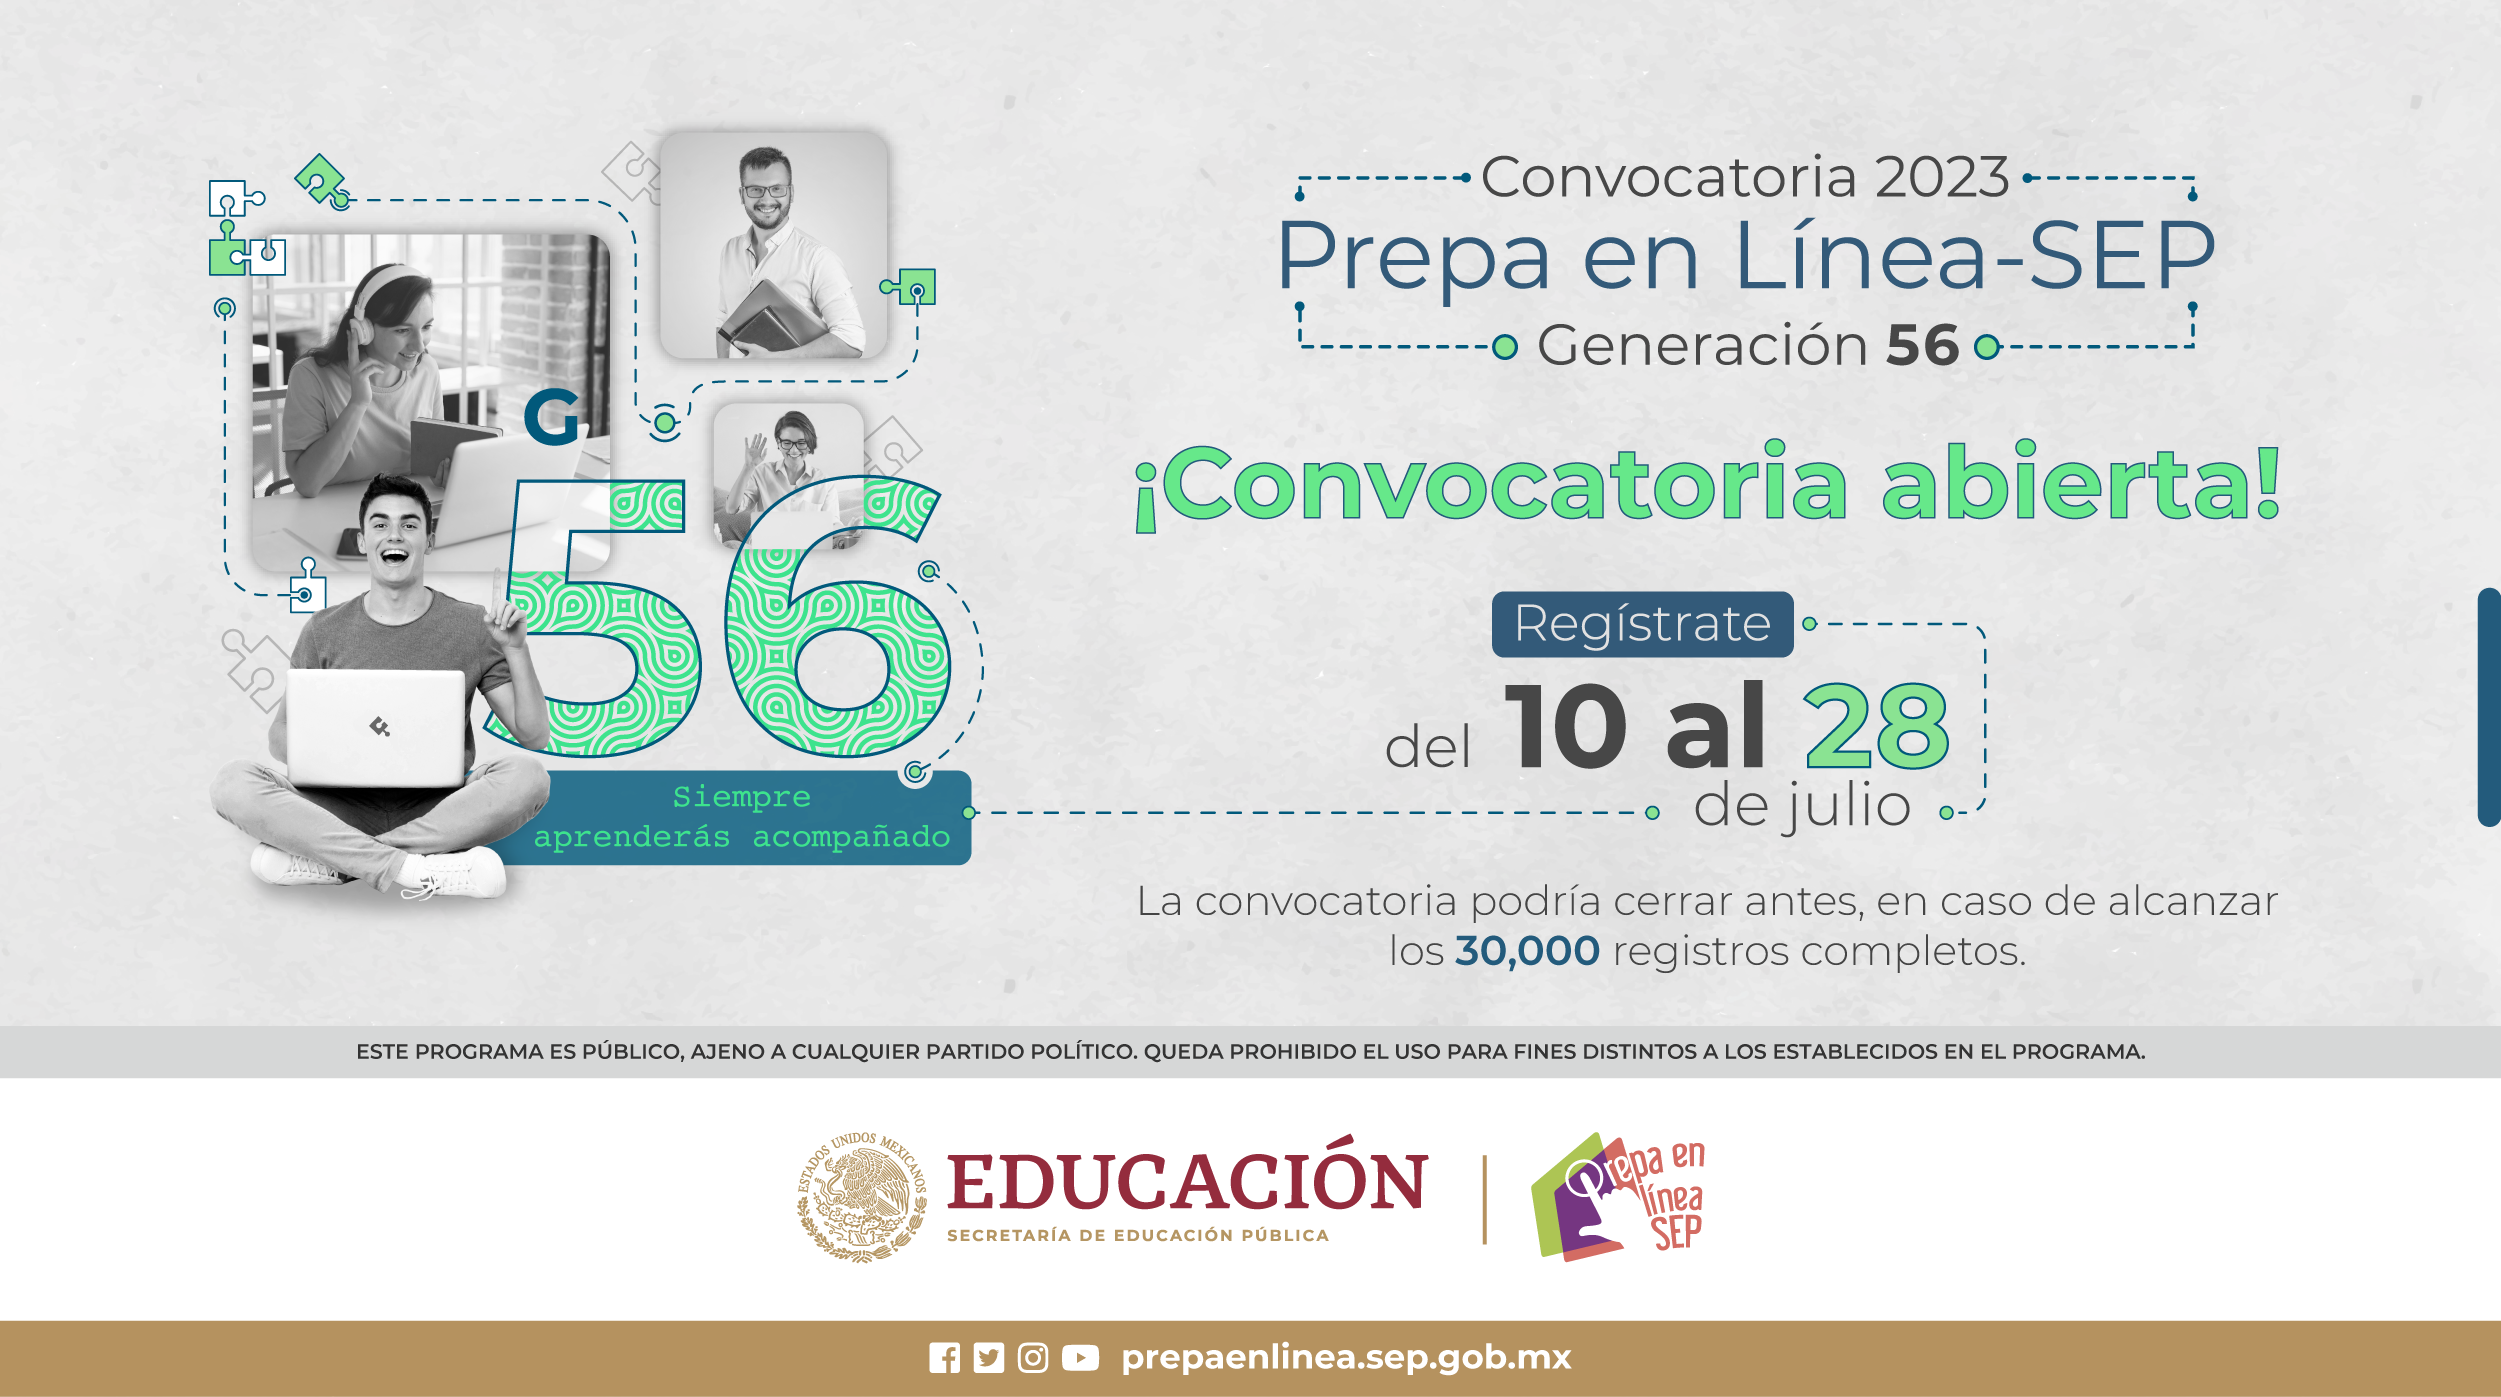 Convocatoria 2023
Prepa en Línea-SEP
Generación 56
¡Convocatoria abierta!
Regístrate
del 10 al 28
de julio
La convocatoria podría cerrar antes, en caso de alcanzar
los 30,000 registros completos.
G
56
Siempre
aprenderás acompañado
ESTE PROGRAMA ES PÚBLICO, AJENO A CUALQUIER PARTIDO POLÍTICO. QUEDA PROHIBIDO EL USO PARA FINES DISTINTOS A LOS ESTABLECIDOS EN EL PROGRAMA.
ESTADOS UNIDOS MEXICANOS
EDUCACIÓN
SECRETARÍA DE EDUCACIÓN PÚBLICA
Prepa en
línea
SEP
prepaenlinea.sep.gob.mx